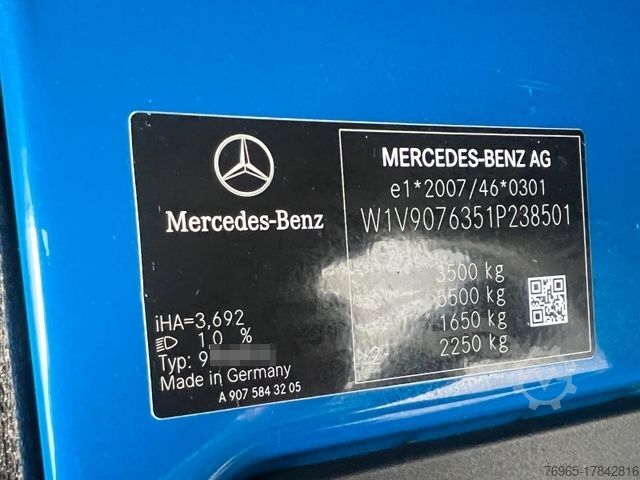 Mercedes-Benz
iHA=3,692
1,0 %
Typ: 9
Made in Germany
A 907 584 32 05
MERCEDES-BENZ AG
e1*2007/46*0301
W1V9076351P238501
3500 kg
5500 kg
1650 kg
2250 kg
76965-17842816